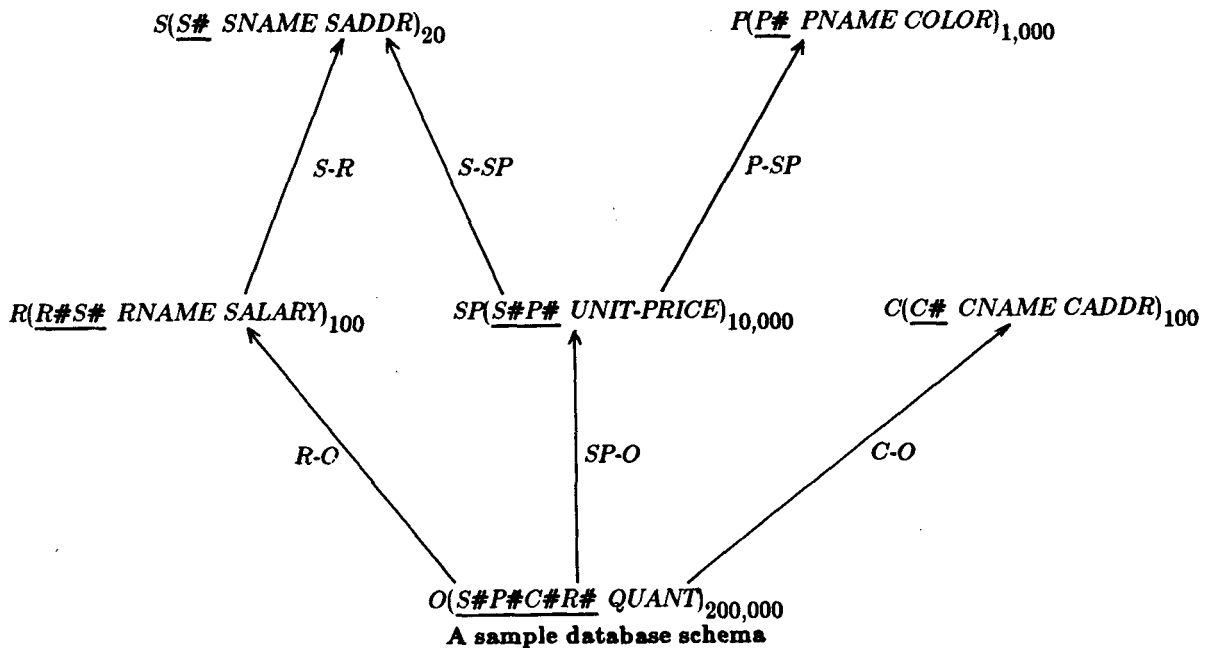 S(S# SNAME SADDR)20
P(P# PNAME COLOR)1,000
S-R
S-SP
P-SP
R(R#S# RNAME SALARY)100
SP(S#P# UNIT-PRICE)10,000
C(C# CNAME CADDR)100
R-O
SP-O
C-O
O(S#P#C#R# QUANT)200,000
A sample database schema